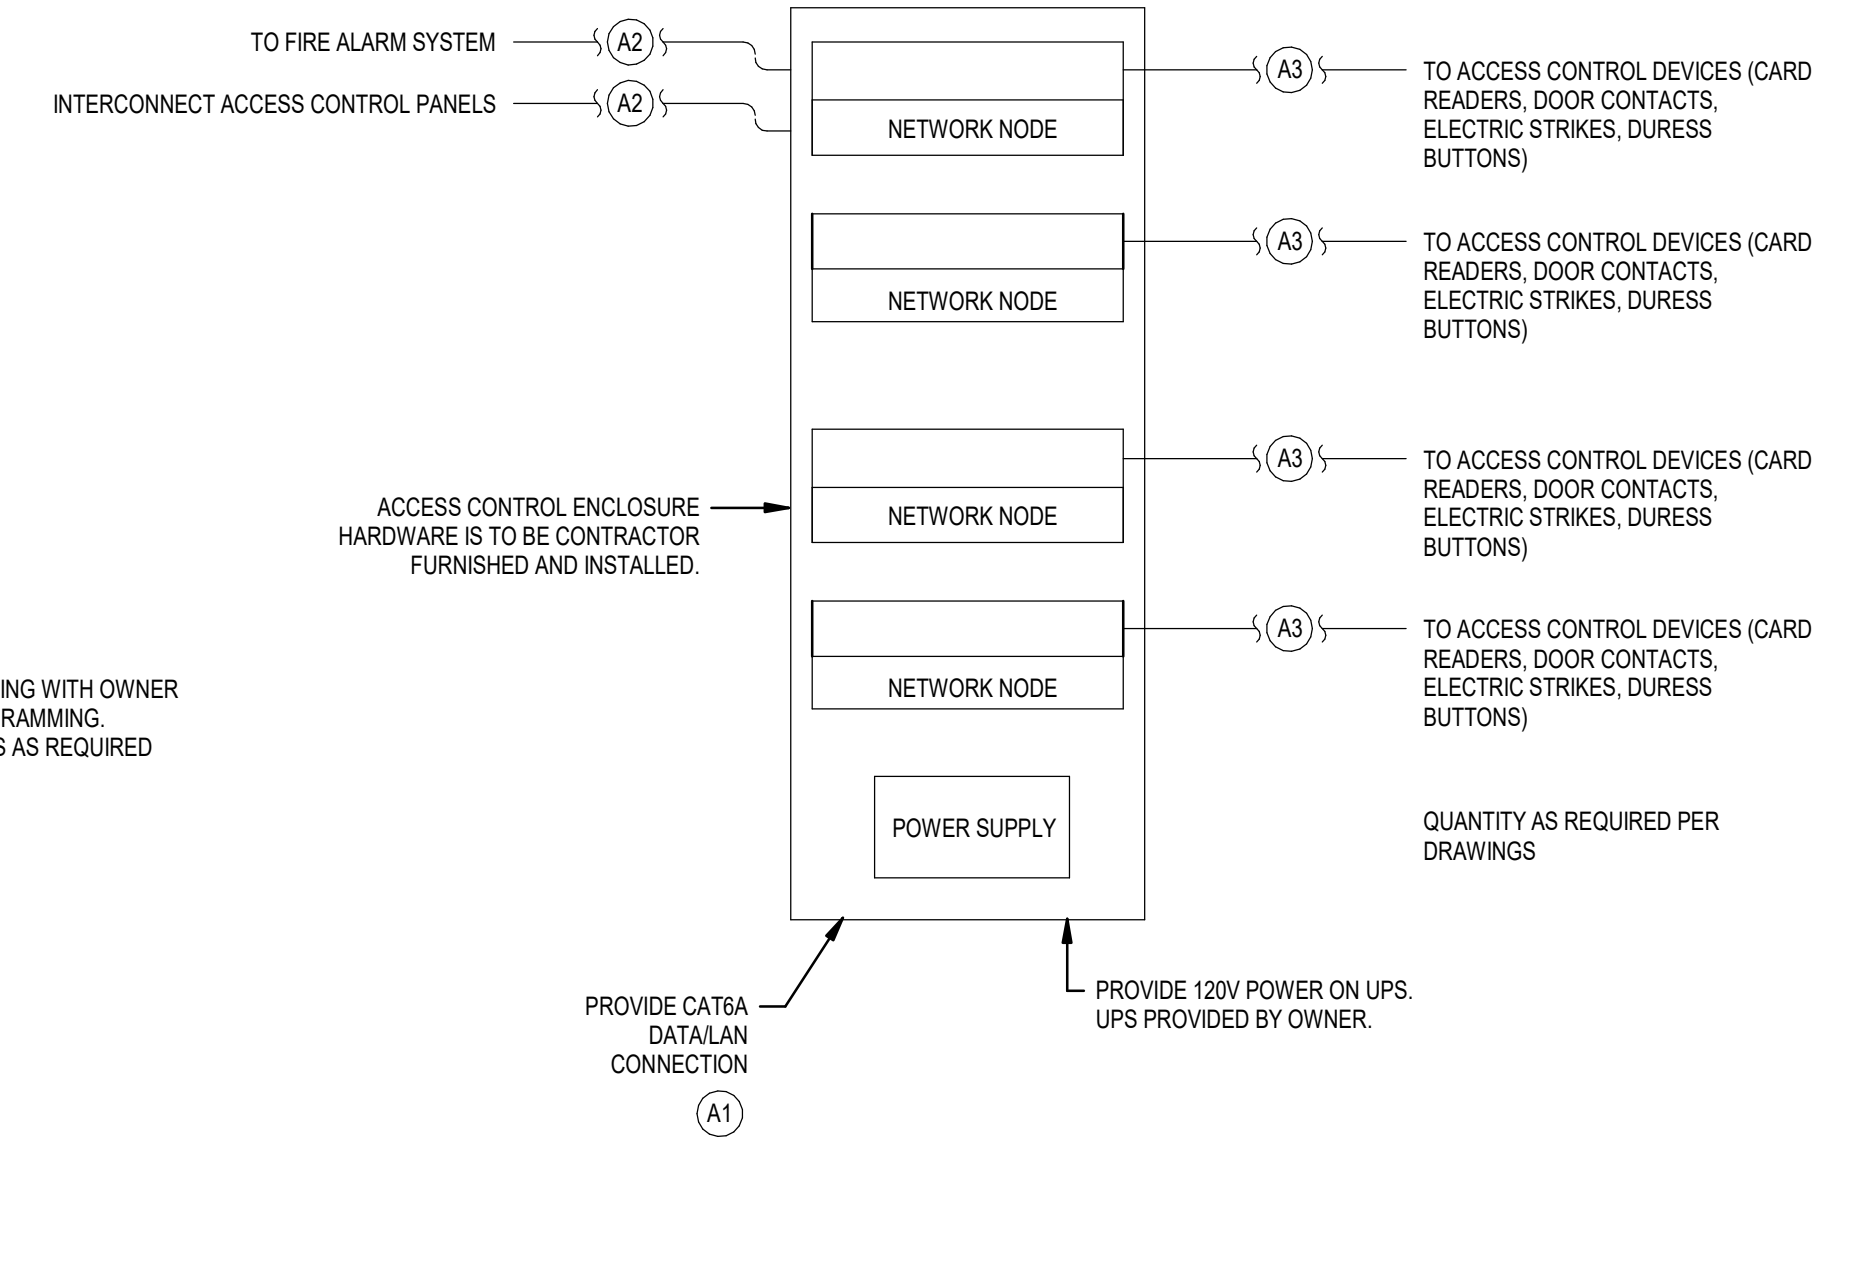 TO FIRE ALARM SYSTEM
A2
INTERCONNECT ACCESS CONTROL PANELS
A2
NETWORK NODE
A3
TO ACCESS CONTROL DEVICES (CARD
READERS, DOOR CONTACTS,
ELECTRIC STRIKES, DURESS
BUTTONS)
NETWORK NODE
A3
TO ACCESS CONTROL DEVICES (CARD
READERS, DOOR CONTACTS,
ELECTRIC STRIKES, DURESS
BUTTONS)
ACCESS CONTROL ENCLOSURE
HARDWARE IS TO BE CONTRACTOR
FURNISHED AND INSTALLED.
NETWORK NODE
A3
TO ACCESS CONTROL DEVICES (CARD
READERS, DOOR CONTACTS,
ELECTRIC STRIKES, DURESS
BUTTONS)
ING WITH OWNER
RAMMING.
S AS REQUIRED
NETWORK NODE
A3
TO ACCESS CONTROL DEVICES (CARD
READERS, DOOR CONTACTS,
ELECTRIC STRIKES, DURESS
BUTTONS)
POWER SUPPLY
QUANTITY AS REQUIRED PER
DRAWINGS
PROVIDE CAT6A
DATA/LAN
CONNECTION
A1
PROVIDE 120V POWER ON UPS.
UPS PROVIDED BY OWNER.